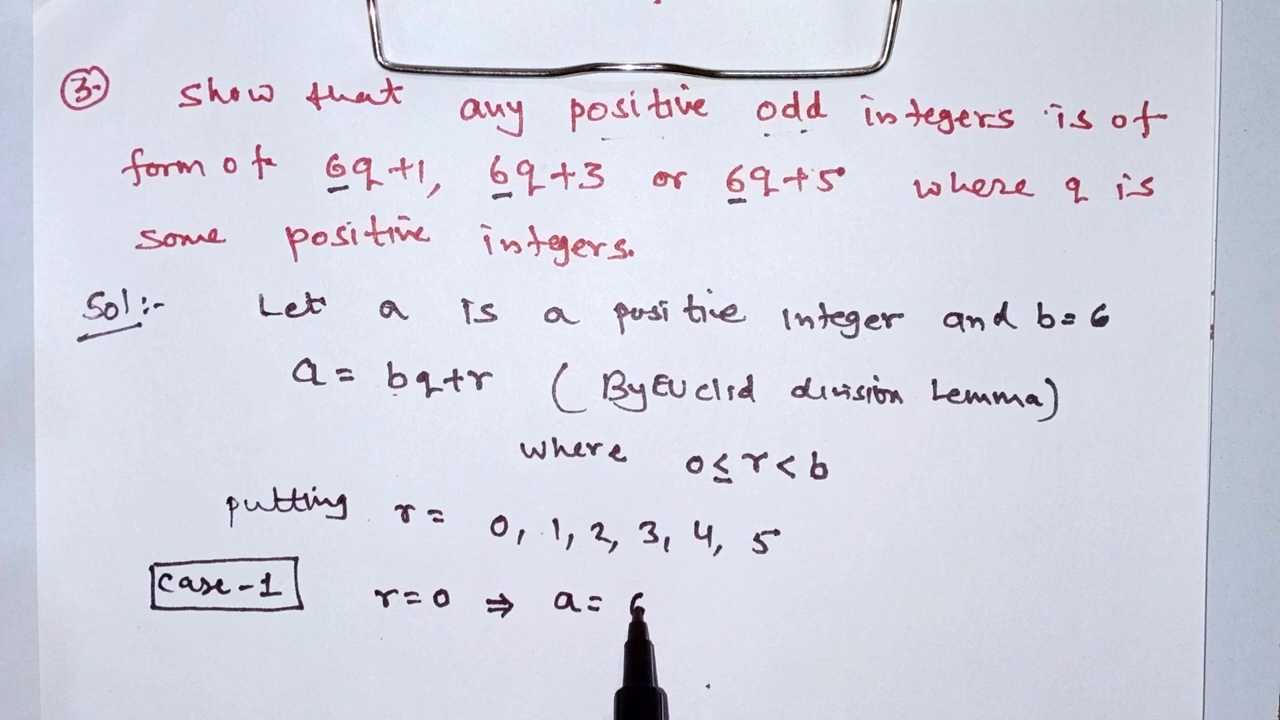 3. Show that any positive odd integers is of
form of 6q+1, 6q+3 or 6q+5 where q is
some positive integers.
Sol:- Let a is a positive integer and b=6
a = bq+r (By EUclid division Lemma)
where 0≤r<b
putting r= 0, 1, 2, 3, 4, 5
Case-1 r=0 ⇒ a= 6